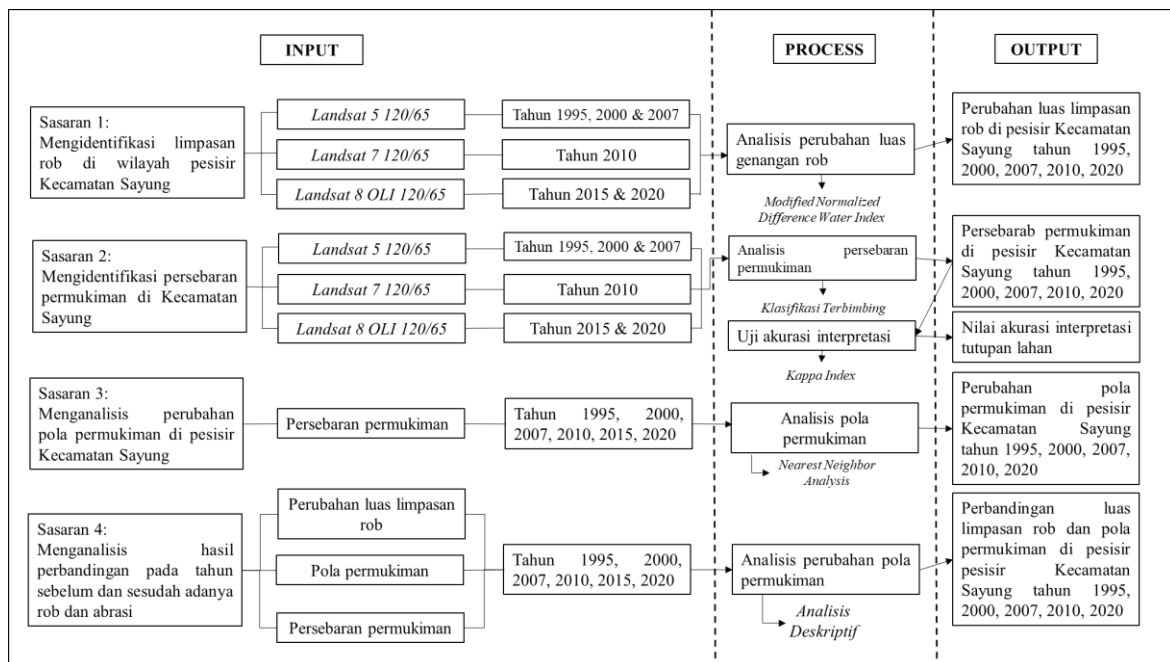 INPUT
PROCESS
OUTPUT
Sasaran 1:
Mengidentifikasi limpasan
rob di wilayah pesisir
Kecamatan Sayung
Landsat 5 120/65
Tahun 1995, 2000 & 2007
Landsat 7 120/65
Tahun 2010
Landsat 8 OLI 120/65
Tahun 2015 & 2020
Analisis perubahan luas
genangan rob
Modified Normalized
Difference Water Index
Perubahan luas limpasan
rob di pesisir Kecamatan
Sayung tahun 1995,
2000, 2007, 2010, 2020
Sasaran 2:
Mengidentifikasi persebaran
permukiman di Kecamatan
Sayung
Landsat 5 120/65
Tahun 1995, 2000 & 2007
Landsat 7 120/65
Tahun 2010
Landsat 8 OLI 120/65
Tahun 2015 & 2020
Analisis persebaran
permukiman
Klasifikasi Terbimbing
Uji akurasi interpretasi
Kappa Index
Persebarab permukiman
di pesisir Kecamatan
Sayung tahun 1995,
2000, 2007, 2010, 2020
Nilai akurasi interpretasi
tutupan lahan
Sasaran 3:
Menganalisis perubahan
pola permukiman di pesisir
Kecamatan Sayung
Persebaran permukiman
Tahun 1995, 2000,
2007, 2010, 2015, 2020
Analisis pola
permukiman
Nearest Neighbor
Analysis
Perubahan pola
permukiman di pesisir
Kecamatan Sayung
tahun 1995, 2000, 2007,
2010, 2020
Sasaran 4:
Menganalisis hasil
perbandingan pada tahun
sebelum dan sesudah adanya
rob dan abrasi
Perubahan luas limpasan
rob
Pola permukiman
Persebaran permukiman
Tahun 1995, 2000,
2007, 2010, 2015, 2020
Analisis perubahan pola
permukiman
Analisis
Deskriptif
Perbandingan luas
limpasan rob dan pola
permukiman di pesisir
pesisir Kecamatan
Sayung tahun 1995,
2000, 2007, 2010, 2020